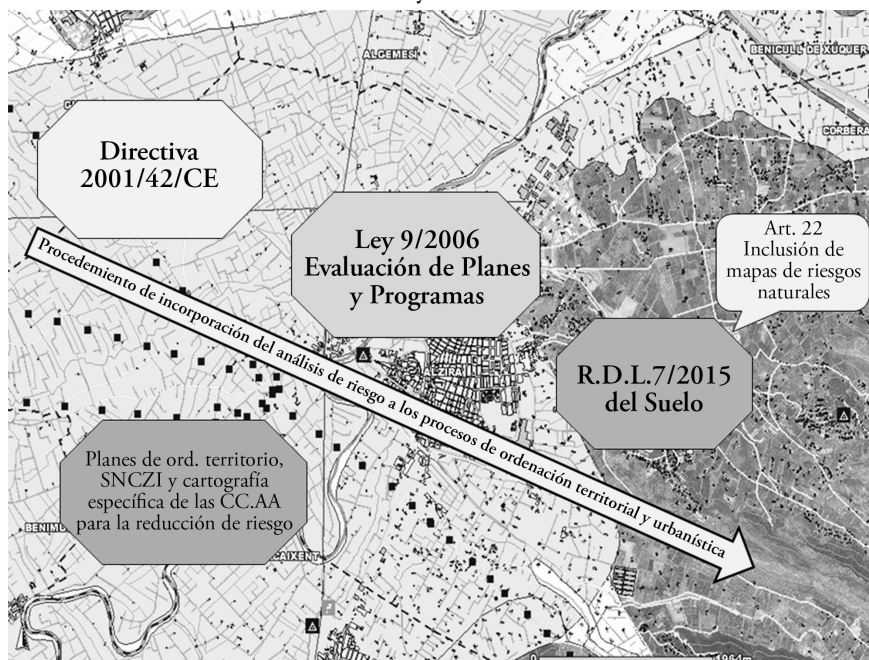 ALGEMESÍ
BENICULL DE XÚQUER
CORBERA
Directiva
2001/42/CE
Ley 9/2006
Evaluación de Planes
y Programas
Art. 22
Inclusión de
mapas de riesgos
naturales
R.D.L.7/2015
del Suelo
Procedemiento de incorporación del análisis de riesgo a los procesos de ordenación territorial y urbanística
Planes de ord. territorio,
SNCZI y cartografía
específica de las CC.AA
para la reducción de riesgo
BENIMU
CAIXENT
0